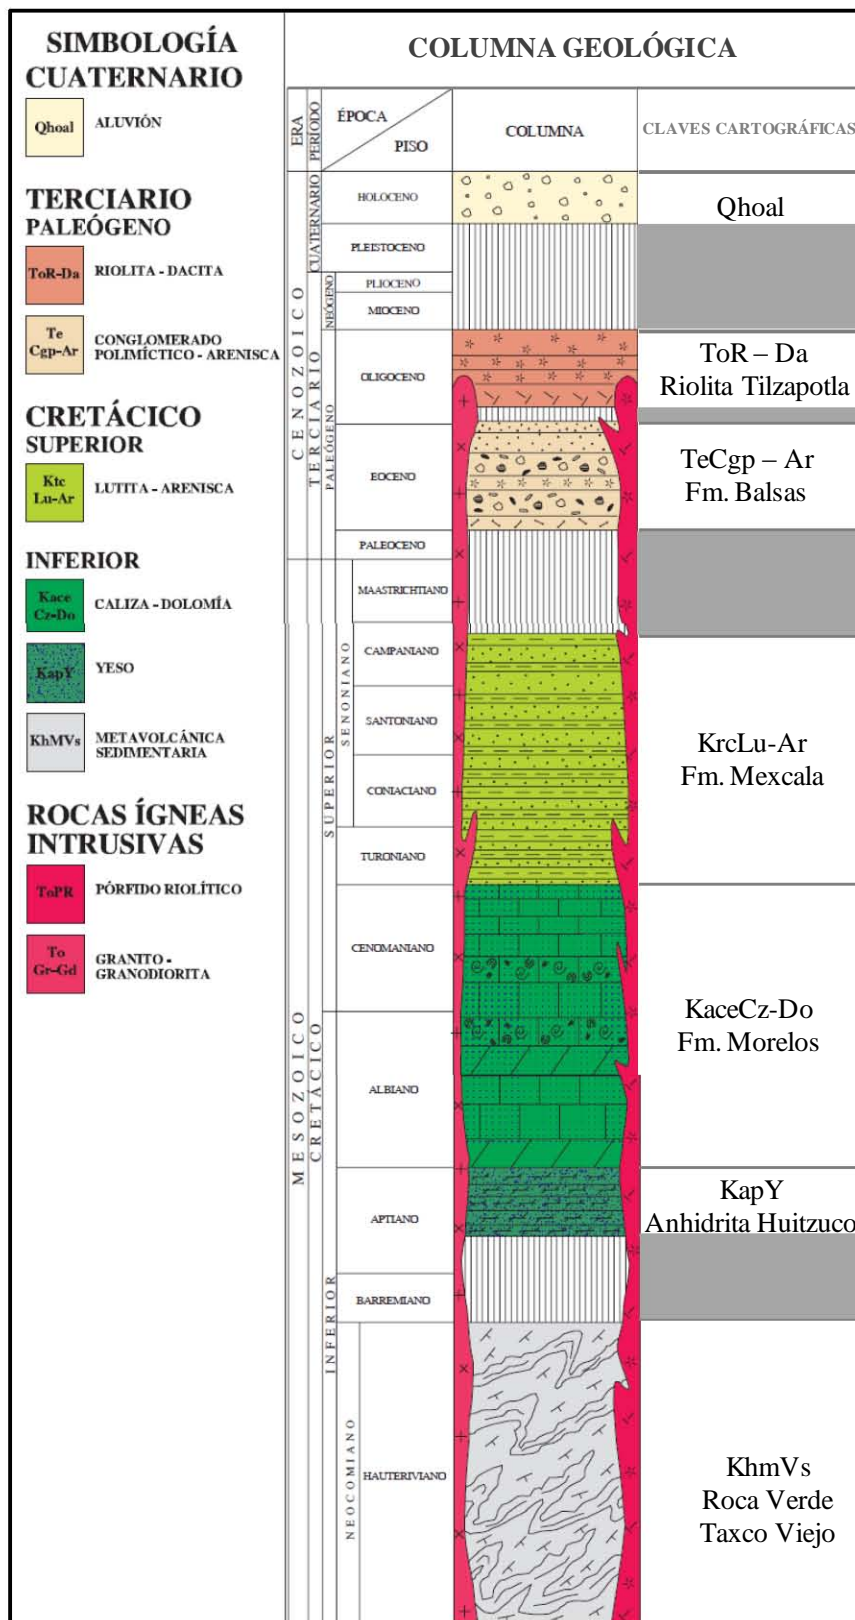 SIMBOLOGÍA
CUATERNARIO
Qhoal
ALUVIÓN
TERCIARIO
PALEÓGENO
ToR-Da
RIOLITA - DACITA
Te
Cgp-Ar
CONGLOMERADO
POLIMÍCTICO - ARENISCA
CRETÁCICO
SUPERIOR
Ktc
Lu-Ar
LUTITA - ARENISCA
INFERIOR
Kace
Cz-Do
CALIZA - DOLOMÍA
KapY
YESO
KhMVs
METAVOLCÁNICA
SEDIMENTARIA
ROCAS ÍGNEAS
INTRUSIVAS
ToPR
PÓRFIDO RIOLÍTICO
To
Gr-Gd
GRANITO -
GRANODIORITA
COLUMNA GEOLÓGICA
ERA
PERÍODO
ÉPOCA
PISO
COLUMNA
CLAVES CARTOGRÁFICAS
CENOZOICO
MESOZOICO
CUATERNARIO
TERCIARIO
CRETÁCICO
NEÓGENO
PALEÓGENO
SUPERIOR
INFERIOR
SENONIANO
NEOCOMIANO
HOLOCENO
PLEISTOCENO
PLIOCENO
MIOCENO
OLIGOCENO
EOCENO
PALEOCENO
MAASTRICHTIANO
CAMPANIANO
SANTONIANO
CONIACIANO
TURONIANO
CENOMANIANO
ALBIANO
APTIANO
BARREMIANO
HAUTERIVIANO
Qhoal
ToR – Da
Riolita Tilzapotla
TeCgp – Ar
Fm. Balsas
KrcLu-Ar
Fm. Mexcala
KaceCz-Do
Fm. Morelos
KapY
Anhidrita Huitzuco
KhmVs
Roca Verde
Taxco Viejo